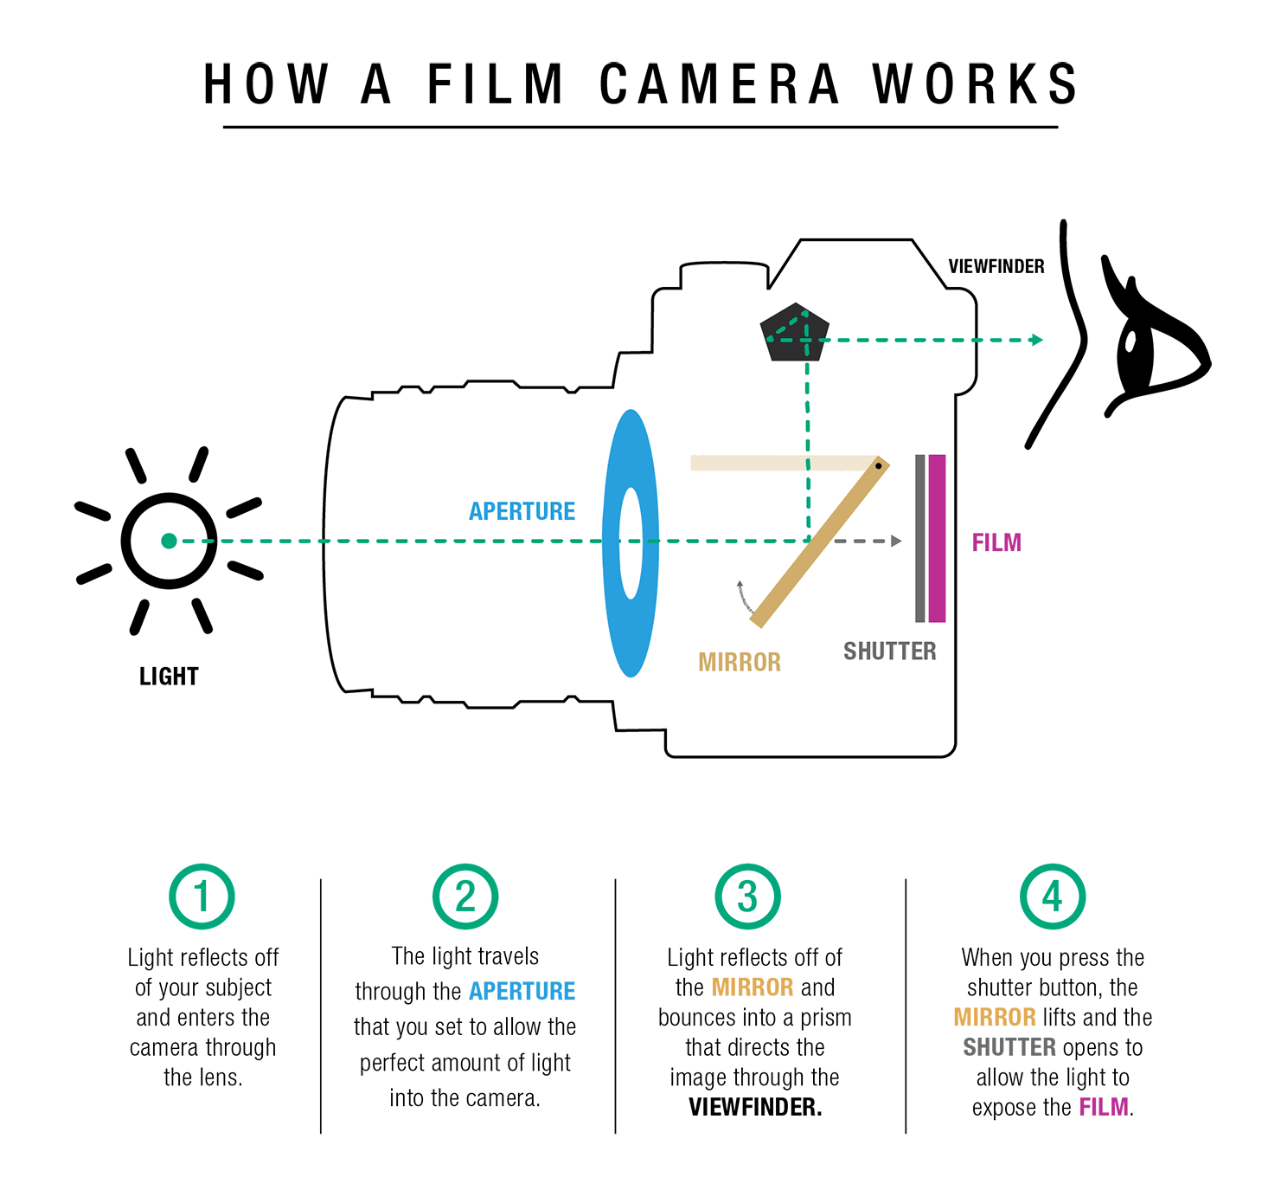 HOW A FILM CAMERA WORKS
VIEWFINDER
APERTURE
FILM
SHUTTER
MIRROR
LIGHT
1
Light reflects off
of your subject
and enters the
camera through
the lens.
2
The light travels
through the APERTURE
that you set to allow the
perfect amount of light
into the camera.
3
Light reflects off of
the MIRROR and
bounces into a prism
that directs the
image through the
VIEWFINDER.
4
When you press the
shutter button, the
MIRROR lifts and the
SHUTTER opens to
allow the light to
expose the FILM.